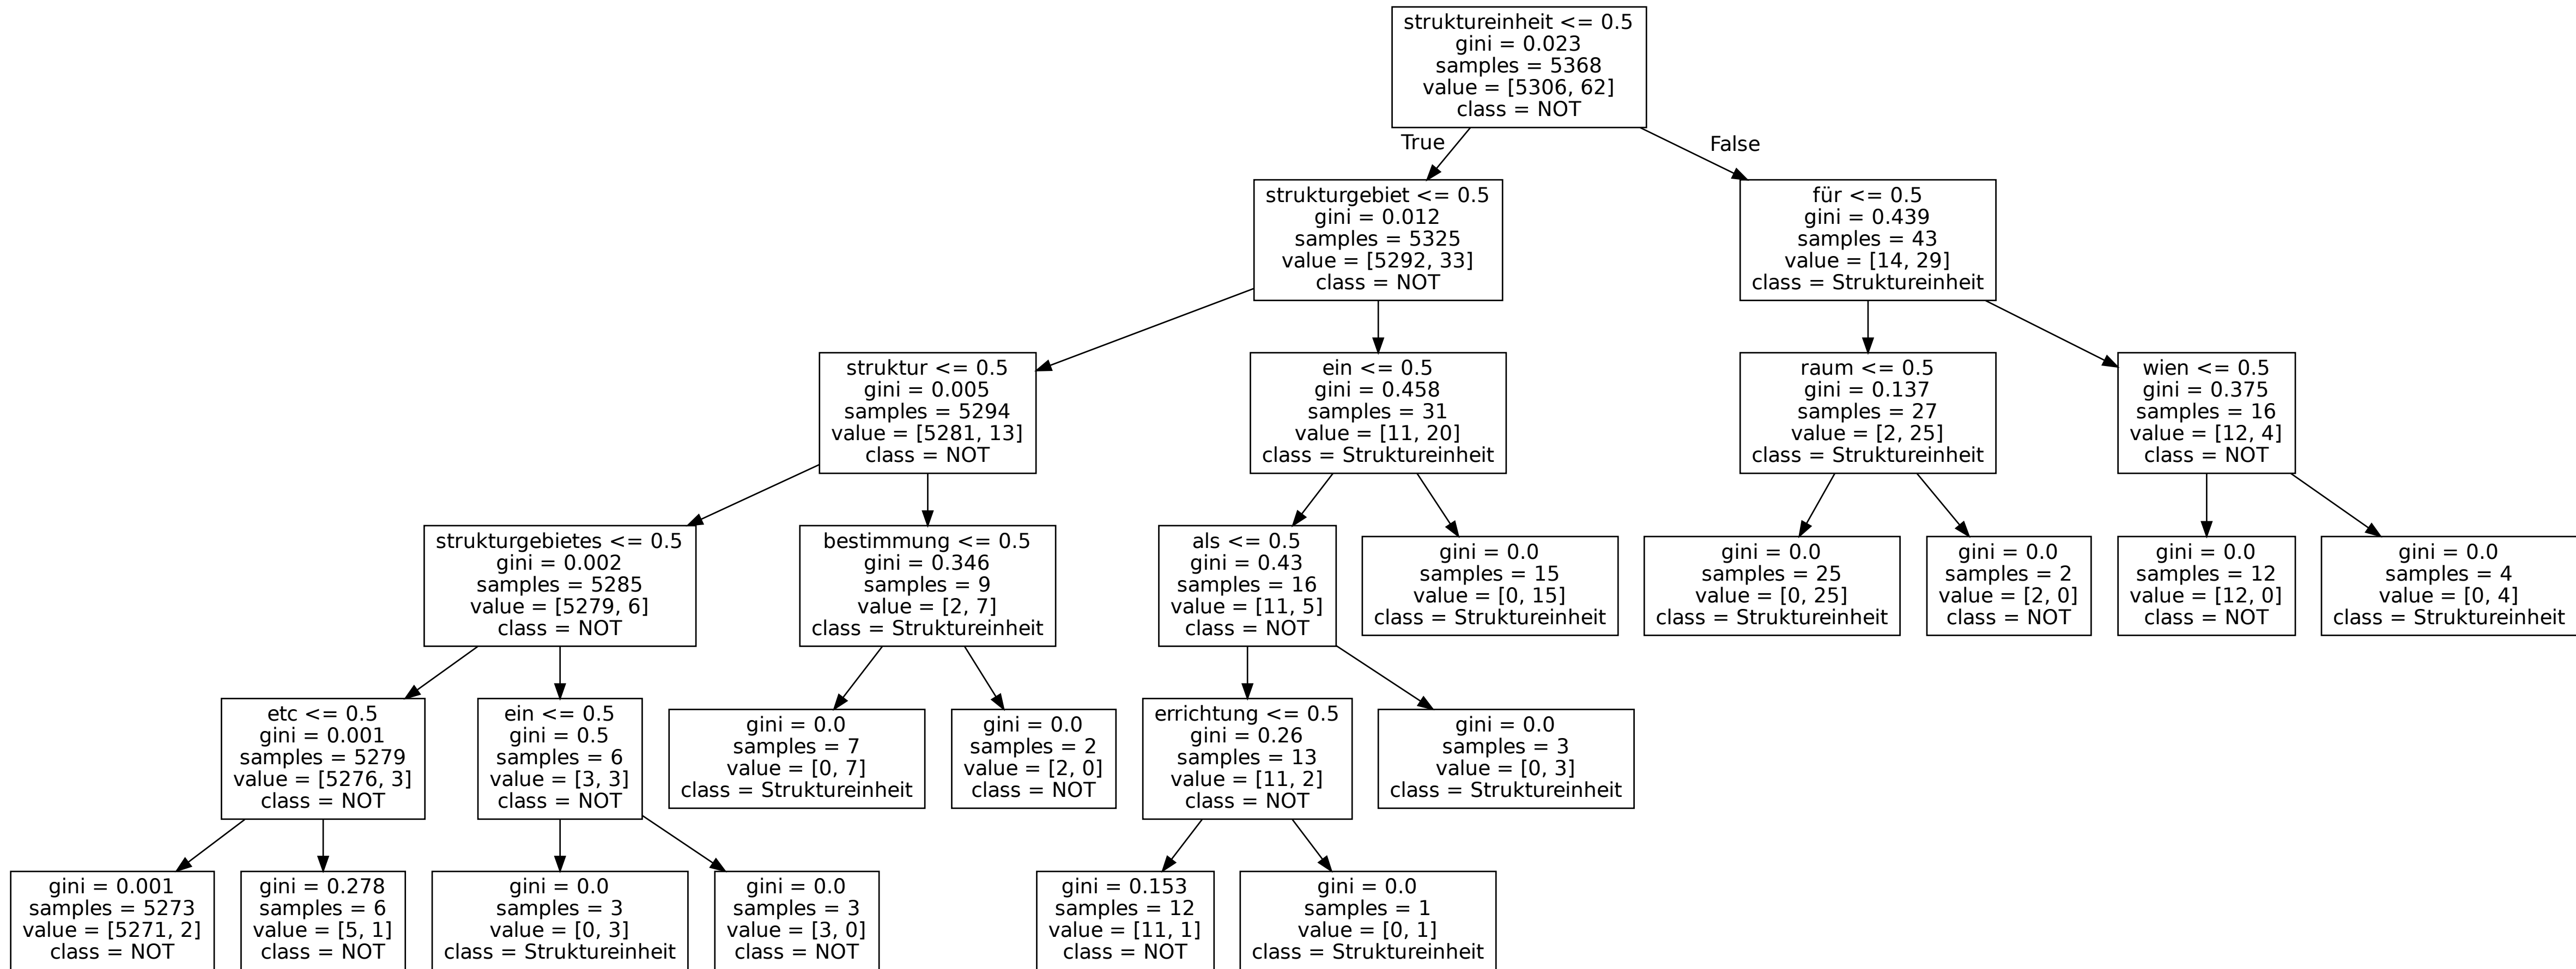 struktureinheit <= 0.5
gini = 0.023
samples = 5368
value = [5306, 62]
class = NOT
True
False
strukturgebiet <= 0.5
gini = 0.012
samples = 5325
value = [5292, 33]
class = NOT
für <= 0.5
gini = 0.439
samples = 43
value = [14, 29]
class = Struktureinheit
struktur <= 0.5
gini = 0.005
samples = 5294
value = [5281, 13]
class = NOT
ein <= 0.5
gini = 0.458
samples = 31
value = [11, 20]
class = Struktureinheit
raum <= 0.5
gini = 0.137
samples = 27
value = [2, 25]
class = Struktureinheit
wien <= 0.5
gini = 0.375
samples = 16
value = [12, 4]
class = NOT
strukturgebietes <= 0.5
gini = 0.002
samples = 5285
value = [5279, 6]
class = NOT
bestimmung <= 0.5
gini = 0.346
samples = 9
value = [2, 7]
class = Struktureinheit
als <= 0.5
gini = 0.43
samples = 16
value = [11, 5]
class = NOT
gini = 0.0
samples = 15
value = [0, 15]
class = Struktureinheit
gini = 0.0
samples = 25
value = [0, 25]
class = Struktureinheit
gini = 0.0
samples = 2
value = [2, 0]
class = NOT
gini = 0.0
samples = 12
value = [12, 0]
class = NOT
gini = 0.0
samples = 4
value = [0, 4]
class = Struktureinheit
etc <= 0.5
gini = 0.001
samples = 5279
value = [5276, 3]
class = NOT
ein <= 0.5
gini = 0.5
samples = 6
value = [3, 3]
class = NOT
gini = 0.0
samples = 7
value = [0, 7]
class = Struktureinheit
gini = 0.0
samples = 2
value = [2, 0]
class = NOT
errichtung <= 0.5
gini = 0.26
samples = 13
value = [11, 2]
class = NOT
gini = 0.0
samples = 3
value = [0, 3]
class = Struktureinheit
gini = 0.001
samples = 5273
value = [5271, 2]
class = NOT
gini = 0.278
samples = 6
value = [5, 1]
class = NOT
gini = 0.0
samples = 3
value = [0, 3]
class = Struktureinheit
gini = 0.0
samples = 3
value = [3, 0]
class = NOT
gini = 0.153
samples = 12
value = [11, 1]
class = NOT
gini = 0.0
samples = 1
value = [0, 1]
class = Struktureinheit